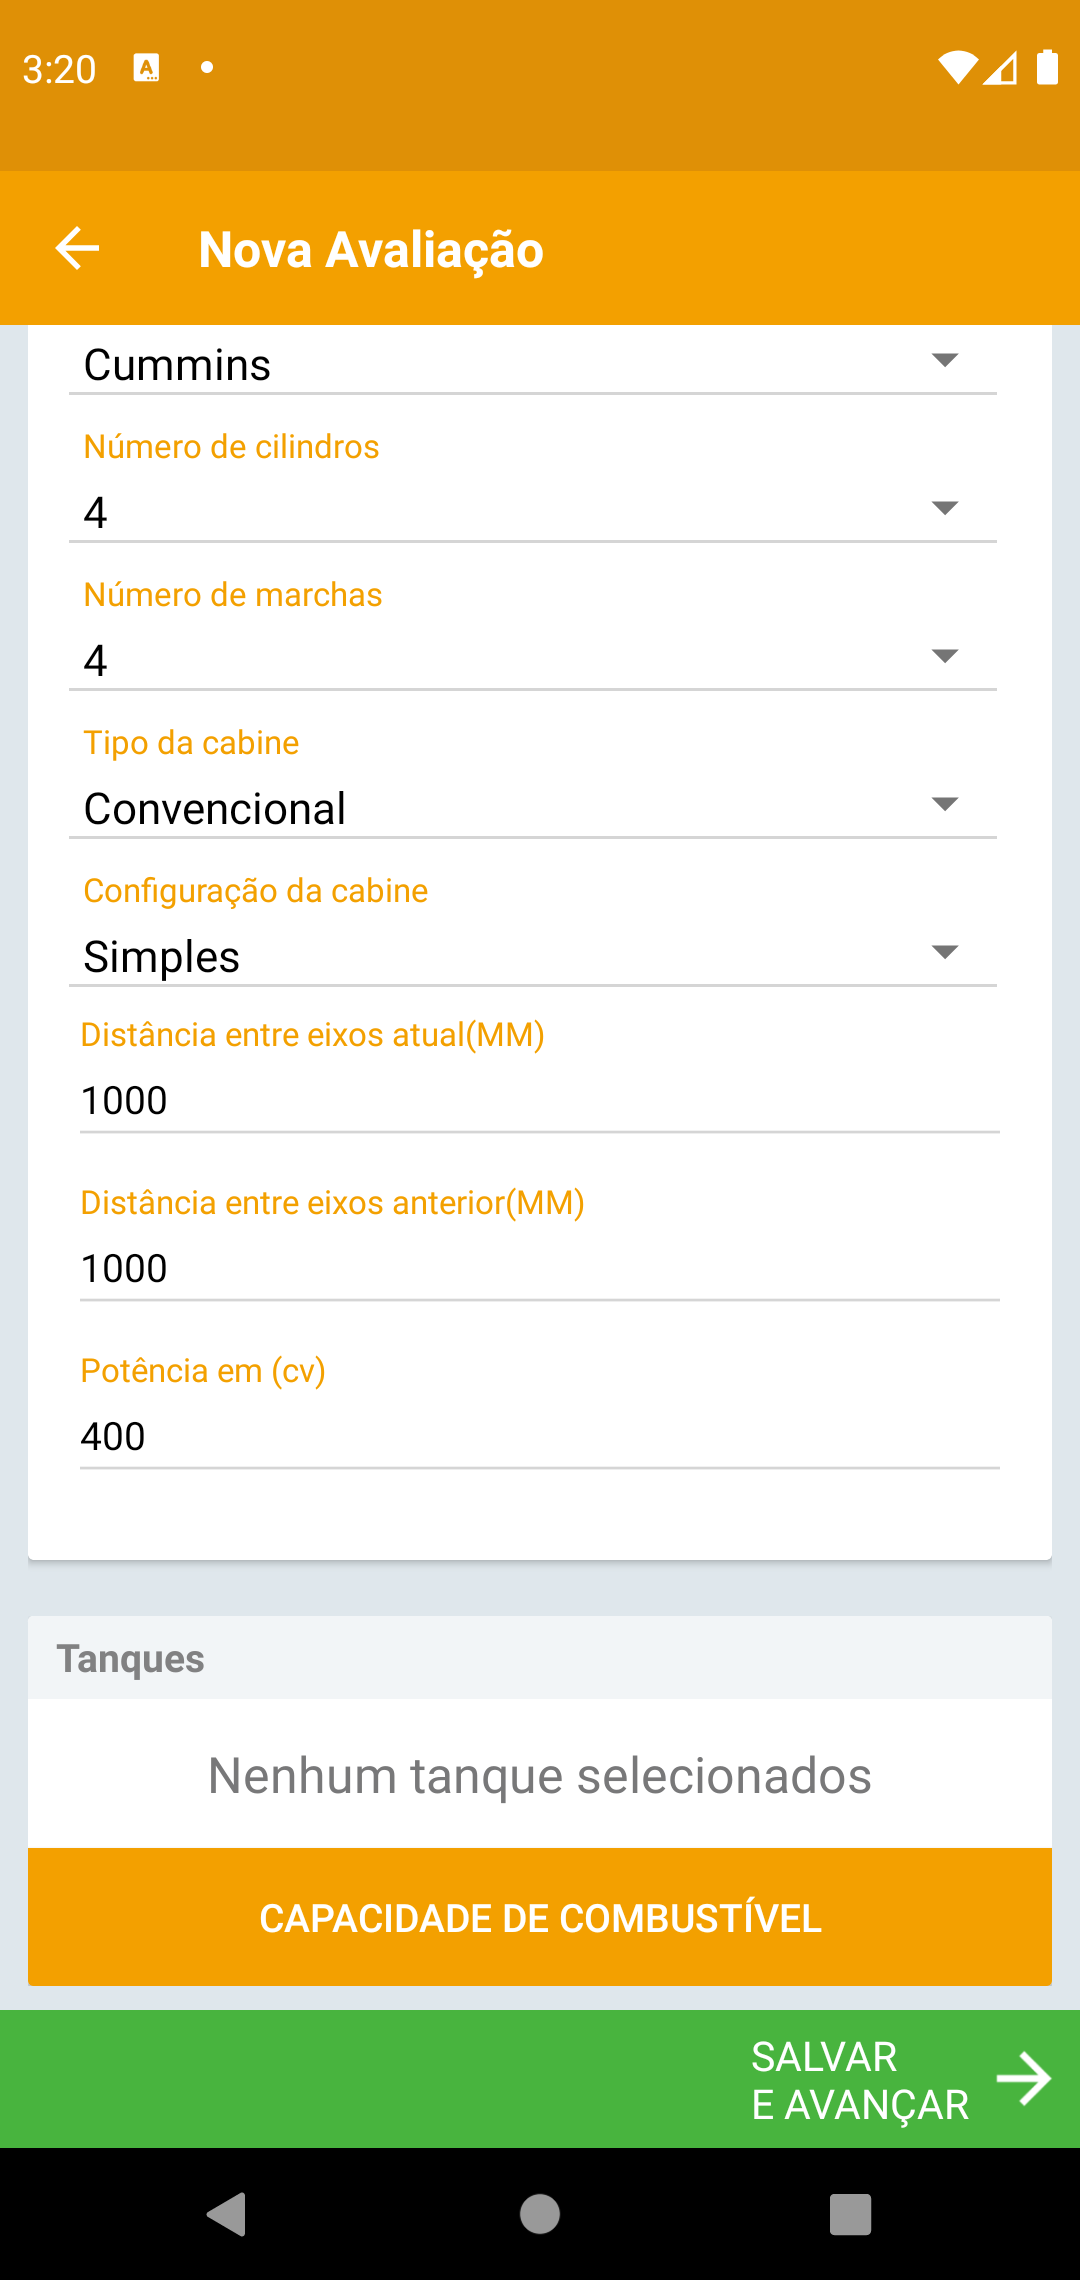 3:20
Nova Avaliação
Cummins
Número de cilindros
4
Número de marchas
4
Tipo da cabine
Convencional
Configuração da cabine
Simples
Distância entre eixos atual(MM)
1000
Distância entre eixos anterior(MM)
1000
Potência em (cv)
400
Tanques
Nenhum tanque selecionados
CAPACIDADE DE COMBUSTÍVEL
SALVAR
E AVANÇAR